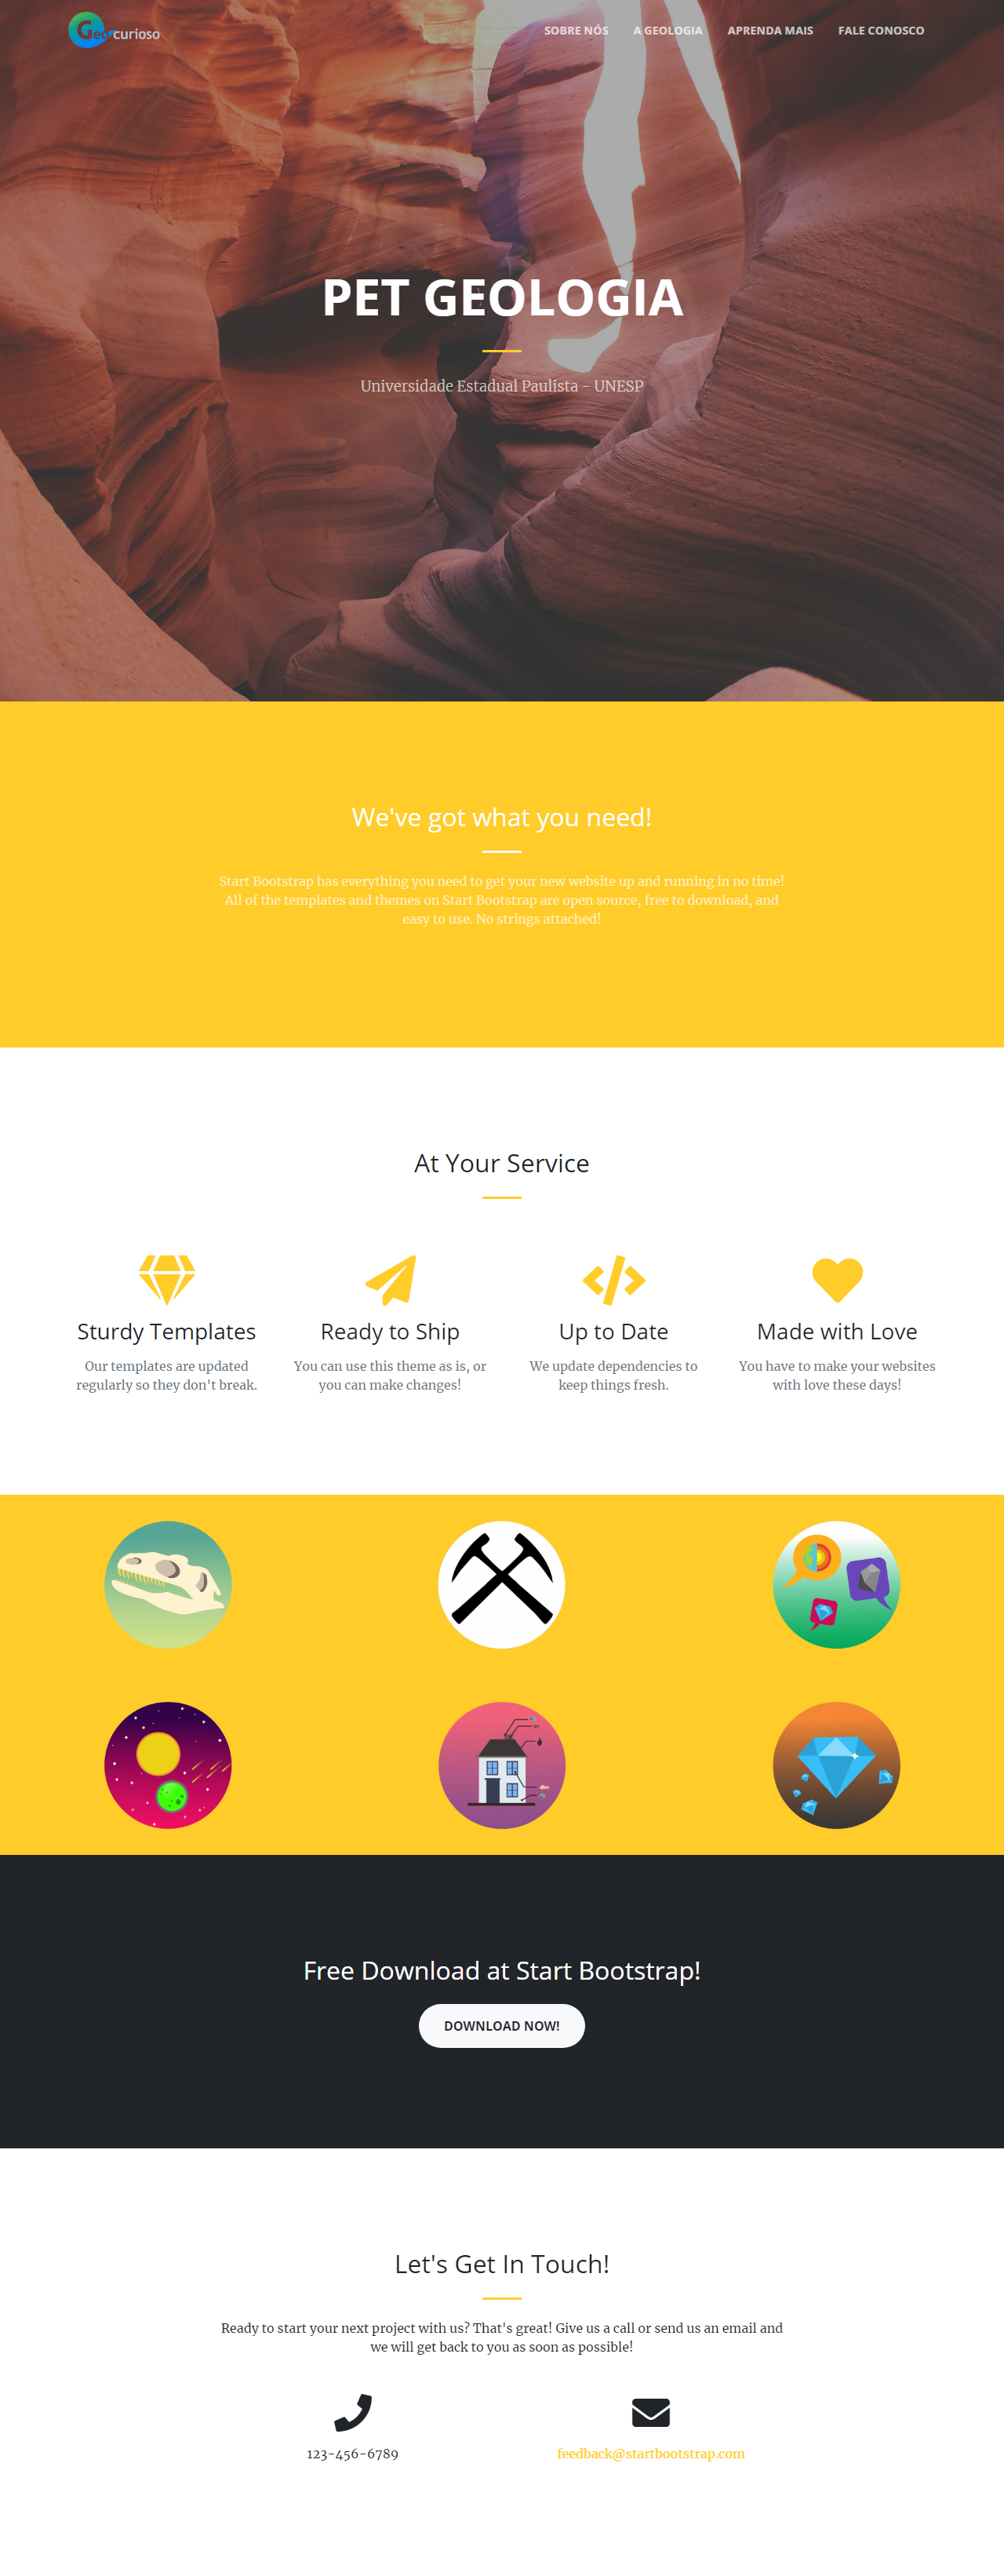 Geocurioso
SOBRE NÓS
A GEOLOGIA
APRENDA MAIS
FALE CONOSCO
PET GEOLOGIA
Universidade Estadual Paulista - UNESP
We've got what you need!
Start Bootstrap has everything you need to get your new website up and running in no time!
All of the templates and themes on Start Bootstrap are open source, free to download, and
easy to use. No strings attached!
At Your Service
Sturdy Templates
Our templates are updated
regularly so they don't break.
Ready to Ship
You can use this theme as is, or
you can make changes!
Up to Date
We update dependencies to
keep things fresh.
Made with Love
You have to make your websites
with love these days!
Free Download at Start Bootstrap!
DOWNLOAD NOW!
Let's Get In Touch!
Ready to start your next project with us? That's great! Give us a call or send us an email and
we will get back to you as soon as possible!
123-456-6789
feedback@startbootstrap.com